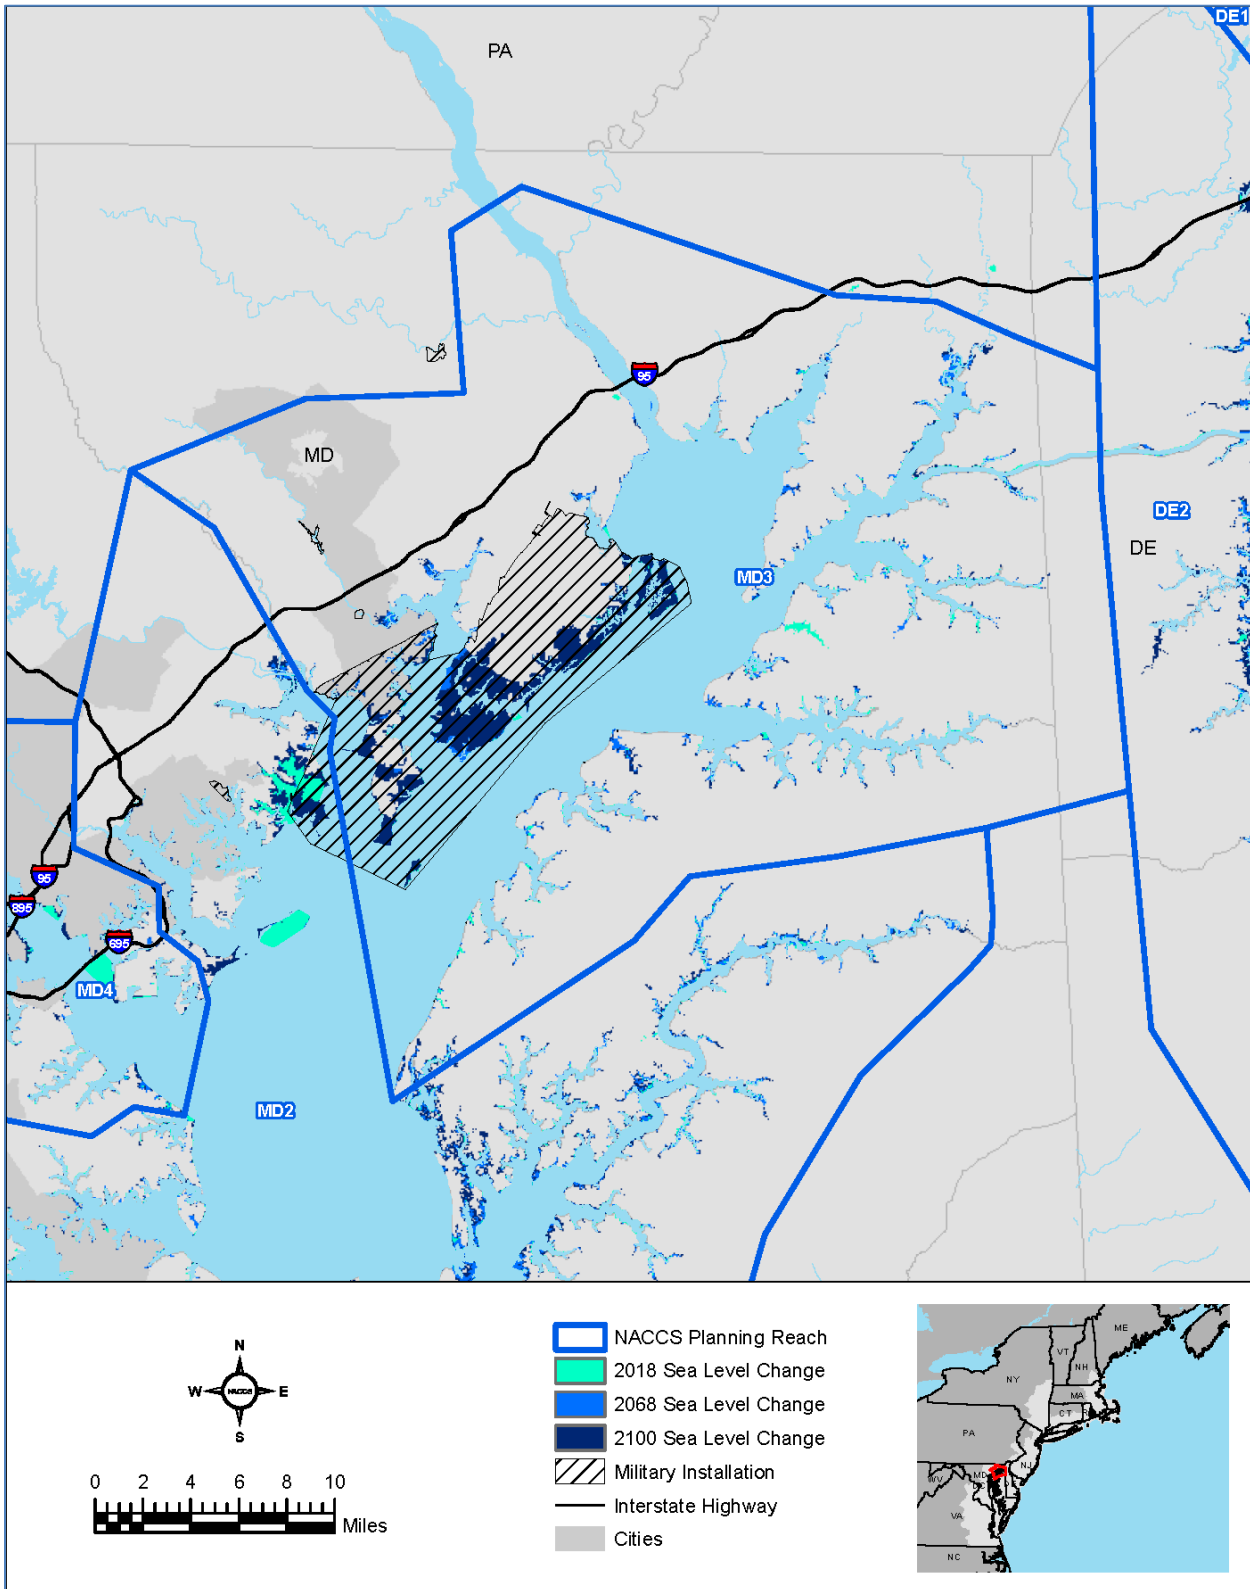 DE1
PA
95
MD
DE2
DE
MD3
95
895
695
MD4
MD2
N
W
NACCS
E
S
0 2 4 6 8 10
Miles
NACCS Planning Reach
2018 Sea Level Change
2068 Sea Level Change
2100 Sea Level Change
Military Installation
Interstate Highway
Cities
ME
VT
NH
NY
MA
CT
PA
NJ
MD
WV
VA
NC